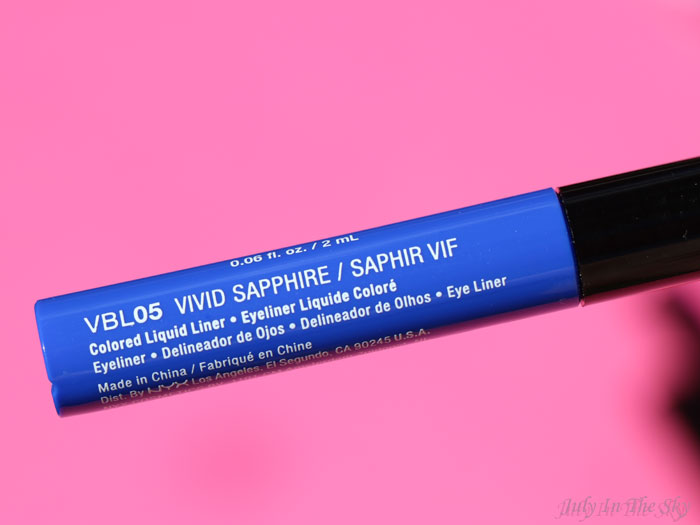 0.06 fl. oz. / 2 mL
VBL05 VIVID SAPPHIRE / SAPHIR VIF
Colored Liquid Liner • Eyeliner Liquide Coloré
Eyeliner • Delineador de Ojos • Delineador de Olhos • Eye Liner
Made in China / Fabriqué en Chine
Dist. By NYX Los Angeles, El Segundo, CA 90245 U.S.A.
July In The Sky